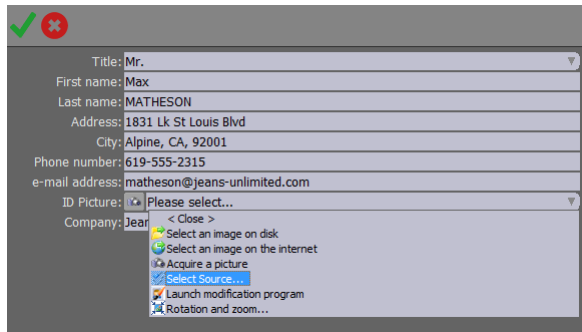 Title: Mr.
First name: Max
Last name: MATHESON
Address: 1831 Lk St Louis Blvd
City: Alpine, CA, 92001
Phone number: 619-555-2315
e-mail address: matheson@jeans-unlimited.com
ID Picture: Please select...
Company: Jear
< Close >
Select an image on disk
Select an image on the internet
Acquire a picture
Select Source...
Launch modification program
Rotation and zoom...